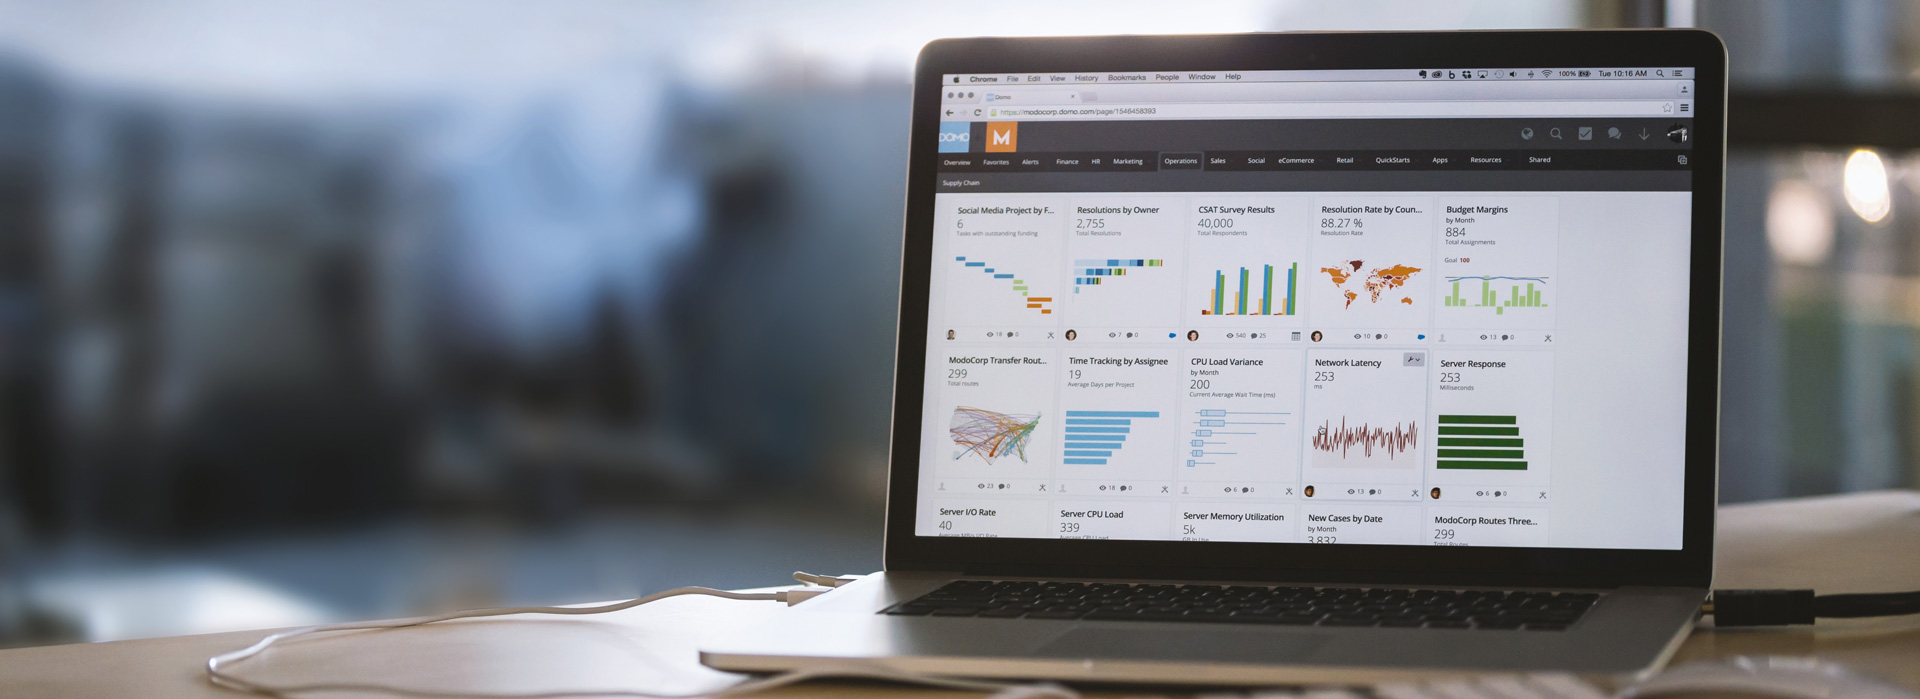 Chrome File Edit View History Bookmarks People Window Help 100% Tue 10:16 AM
Domo
https://modocorp.domo.com/page/1546458393
DOMO M
Overview Favorites Alerts Finance HR Marketing Operations Sales Social eCommerce Retail QuickStarts Apps Resources Shared
Supply Chain
Social Media Project by F...
6
Tasks with outstanding funding
18 0
Resolutions by Owner
2,755
Total Resolutions
7 0
CSAT Survey Results
40,000
Total Respondents
540 25
Resolution Rate by Coun...
88.27 %
Resolution Rate
10 0
Budget Margins
by Month
884
Total Assignments
Goal 100
13 0
ModoCorp Transfer Rout...
299
Total routes
23 0
Time Tracking by Assignee
19
Average Days per Project
18 0
CPU Load Variance
by Month
200
Current Average Wait Time (ms)
6 0
Network Latency
253
ms
13 0
Server Response
253
Milliseconds
6 0
Server I/O Rate
40
Server CPU Load
339
Server Memory Utilization
5k
New Cases by Date
by Month
3,832
ModoCorp Routes Three...
299
Total Routes